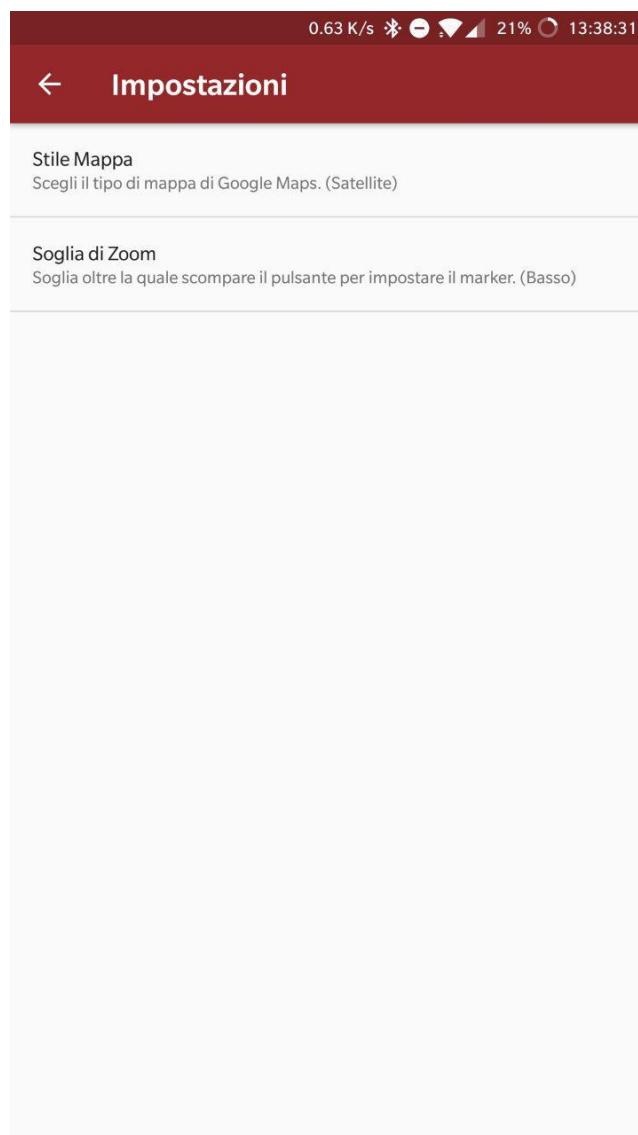 0.63 K/s 21% 13:38:31
Impostazioni
Stile Mappa
Scegli il tipo di mappa di Google Maps. (Satellite)
Soglia di Zoom
Soglia oltre la quale scompare il pulsante per impostare il marker. (Basso)